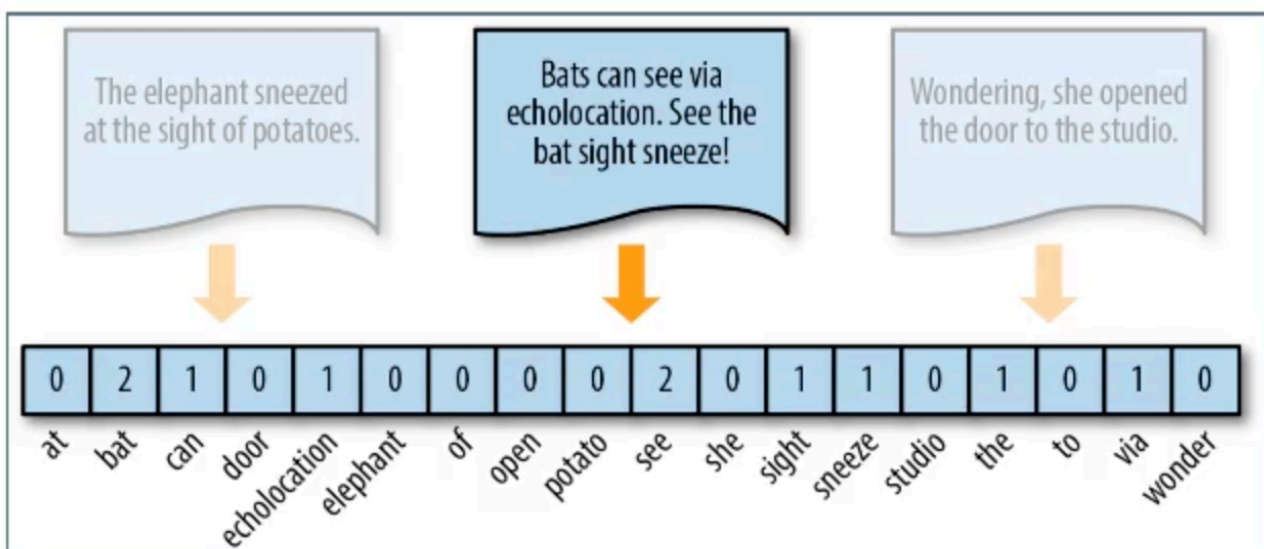 The elephant sneezed
at the sight of potatoes.
Bats can see via
echolocation. See the
bat sight sneeze!
Wondering, she opened
the door to the studio.
0 2 1 0 1 0 0 0 0 2 0 1 1 0 1 0 1 0
at bat can door echolocation elephant of open potato see she sight sneeze studio the to via wonder